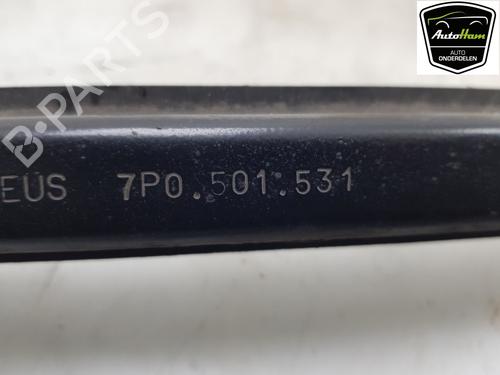 AutoHam
AUTO
ONDERDELEN
B-PARTS
EUS 7P0.501.531